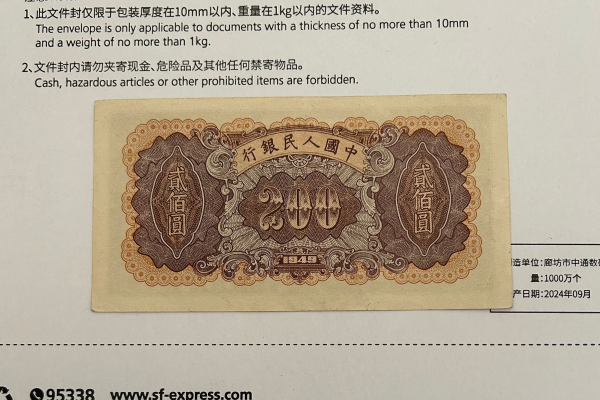 1、此文件封仅限于包装厚度在10mm以内、重量在1kg以内的文件资料。
The envelope is only applicable to documents with a thickness of no more than 10mm
and a weight of no more than 1kg.
2、文件封内请勿夹寄现金、危险品及其他任何禁寄物品。
Cash, hazardous articles or other prohibited items are forbidden.
行銀民人國中
貳佰圓
200
貳佰圓
1949
造单位:廊坊市中通数码
量:1000万个
产日期:2024年09月
95338 www.sf-express.com